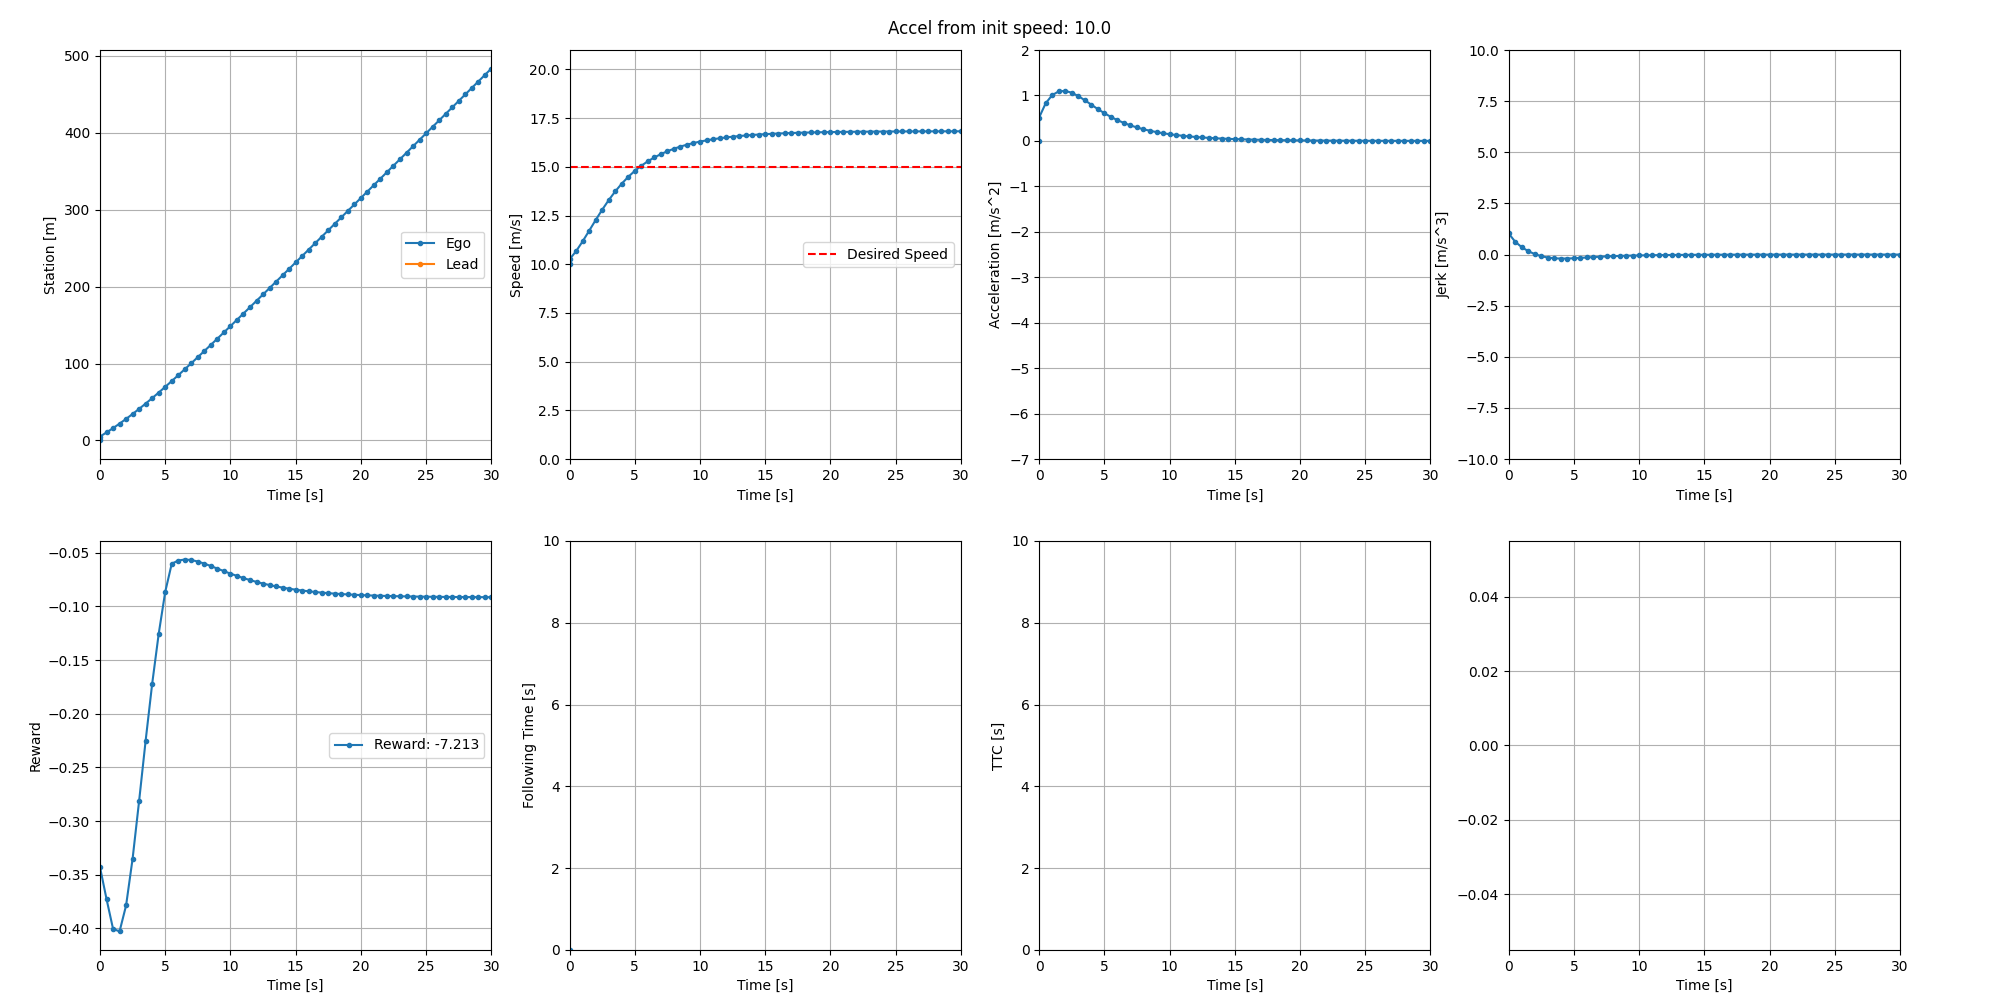 Accel from init speed: 10.0
500
400
300
200
100
0
Station [m]
Ego
Lead
0 5 10 15 20 25 30
Time [s]
20.0
17.5
15.0
12.5
10.0
7.5
5.0
2.5
0.0
Speed [m/s]
Desired Speed
0 5 10 15 20 25 30
Time [s]
2
1
0
−1
−2
−3
−4
−5
−6
−7
Acceleration [m/s^2]
0 5 10 15 20 25 30
Time [s]
10.0
7.5
5.0
2.5
0.0
−2.5
−5.0
−7.5
−10.0
Jerk [m/s^3]
0 5 10 15 20 25 30
Time [s]
−0.05
−0.10
−0.15
−0.20
−0.25
−0.30
−0.35
−0.40
Reward
Reward: -7.213
0 5 10 15 20 25 30
Time [s]
10
8
6
4
2
0
Following Time [s]
0 5 10 15 20 25 30
Time [s]
10
8
6
4
2
0
TTC [s]
0 5 10 15 20 25 30
Time [s]
0.04
0.02
0.00
−0.02
−0.04
0 5 10 15 20 25 30
Time [s]